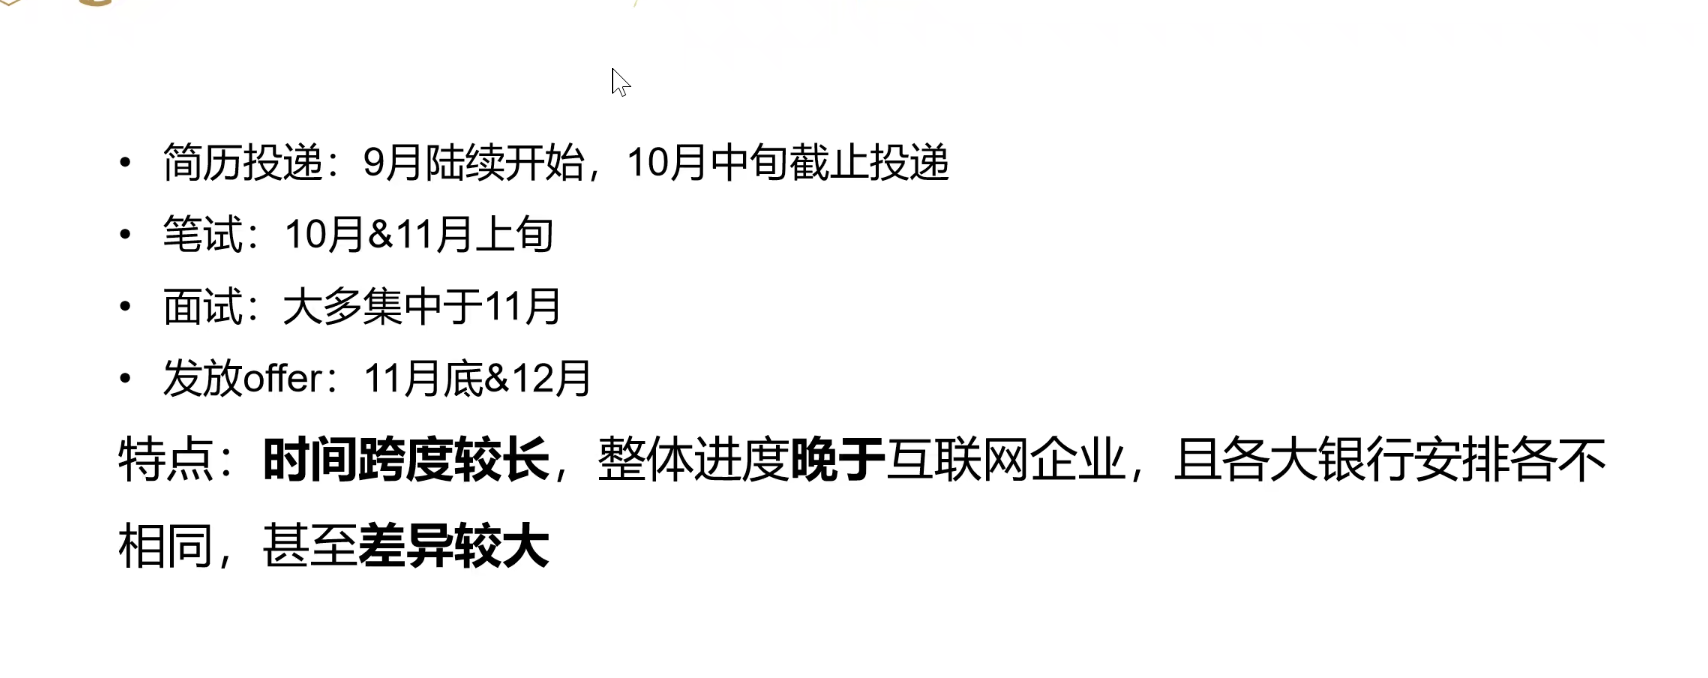 • 简历投递：9月陆续开始，10月中旬截止投递
• 笔试：10月&11月上旬
• 面试：大多集中于11月
• 发放offer：11月底&12月
特点：时间跨度较长，整体进度晚于互联网企业，且各大银行安排各不
相同，甚至差异较大